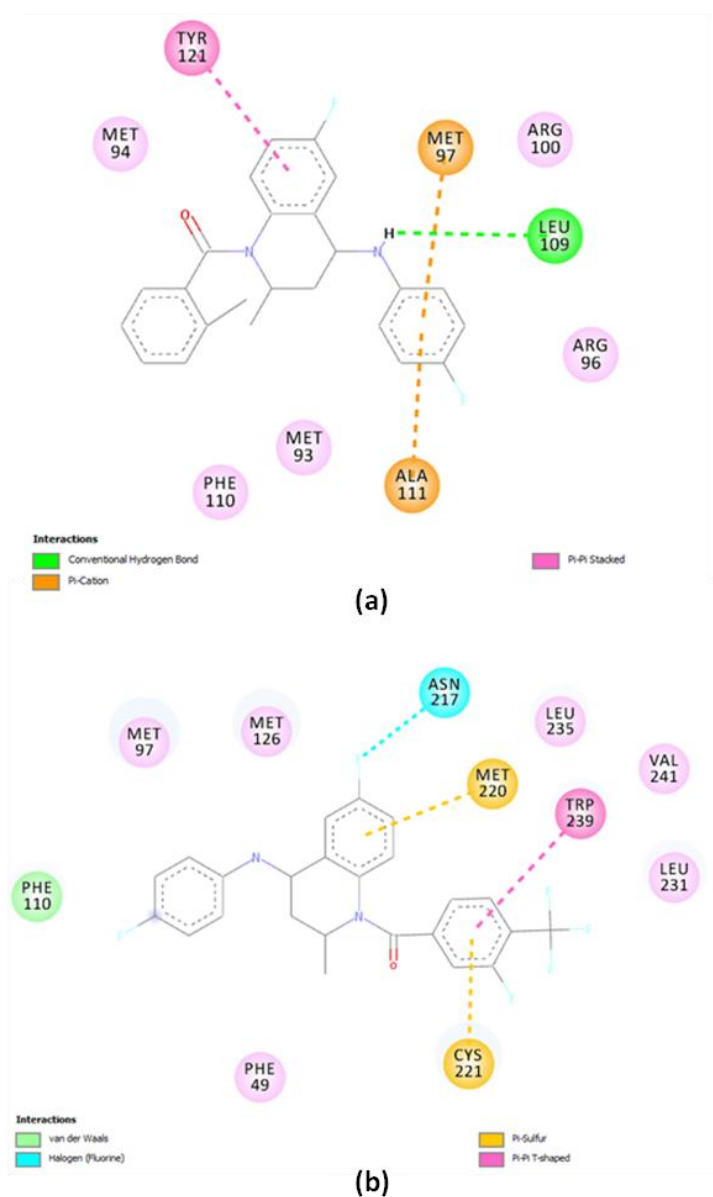 TYR
121
MET
94
MET
97
ARG
100
LEU
109
O
N
N
H
F
ARG
96
F
MET
93
PHE
110
ALA
111
Interactions
Conventional Hydrogen Bond
Pi-Cation
Pi-Pi Stacked
(a)
ASN
217
LEU
235
MET
97
MET
126
VAL
241
MET
220
TRP
239
F
N
LEU
231
PHE
110
F
N
O
F
F
F
F
PHE
49
CYS
221
Interactions
van der Waals
Halogen (Fluorine)
Pi-Sulfur
Pi-Pi T-shaped
(b)